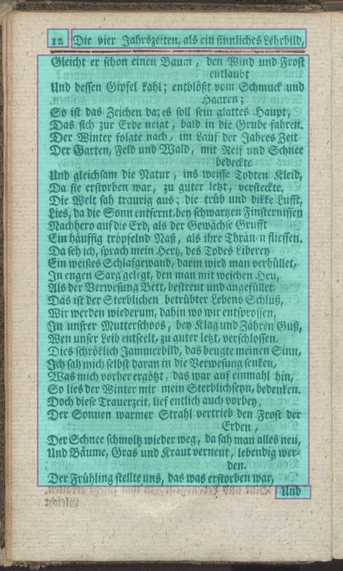 12 Die vier Jahrszeiten, als ein sinnliches Lehrbild,
Gleicht er schon einen Baum, den Wind und Frost
entlaubt
Und dessen Gipfel kahl; entblößt vom Schmuck und
Haaren;
So ist das Zeichen da; es soll sein glattes Haupt,
Das sich zur Erde neigt, bald in die Grube fahren.
Der Winter folgte nach, im Lauf der Jahres Zeit.
Der Garten, Feld und Wald, mit Reif und Schnee
bedeckte
Und gleichsam die Natur, ins weisse Todten Kleid,
Da sie erstorben war, zu guter letzt, versteckte.
Die Welt sah traurig aus; die trüb und dikke Lufft,
Lies, da die Sonn entfernt, bey schwarzen Finsternissen
Nachhero auf die Erd, als der Gewächse Grufft
Ein häuffig tröpfelnd Naß, als ihre Thränen fliessen.
Da seh ich, sprach mein Hertz, des Todes Liberey
Ein weißes Schlafgewand, darin wird man verhüllet,
In engen Sarg gelegt, den man mit weichen Heu,
Als der Verwesung Bett, bestreut und angefüllet.
Das ist der Sterblichen betrübter Lebens Schluß,
Wir werden wiederum, dahin wo wir entsprossen,
In unsrer Mutterschoos, bey Klag und Zähren Guß,
Wen unser Leib entseelt, zu guter letzt, verschlossen.
Dies schröklich Jammerbild, das beugte meinen Sinn,
Ich sah mich selbst daran in die Verwesung senken,
Was mich vorher ergözt, das war auf einmahl hin,
So lies der Winter mir mein Sterblichseyn, bedenken.
Doch diese Trauerzeit, lief entlich auch vorbey,
Der Sonnen warmer Strahl vertrieb den Frost der
Erden,
Der Schnee schmolz wieder weg, da sah man alles neu,
Und Bäume, Gras und Kraut verneut, lebendig wer-
den.
Der Frühling stellte uns, das was erstorben war,
Und